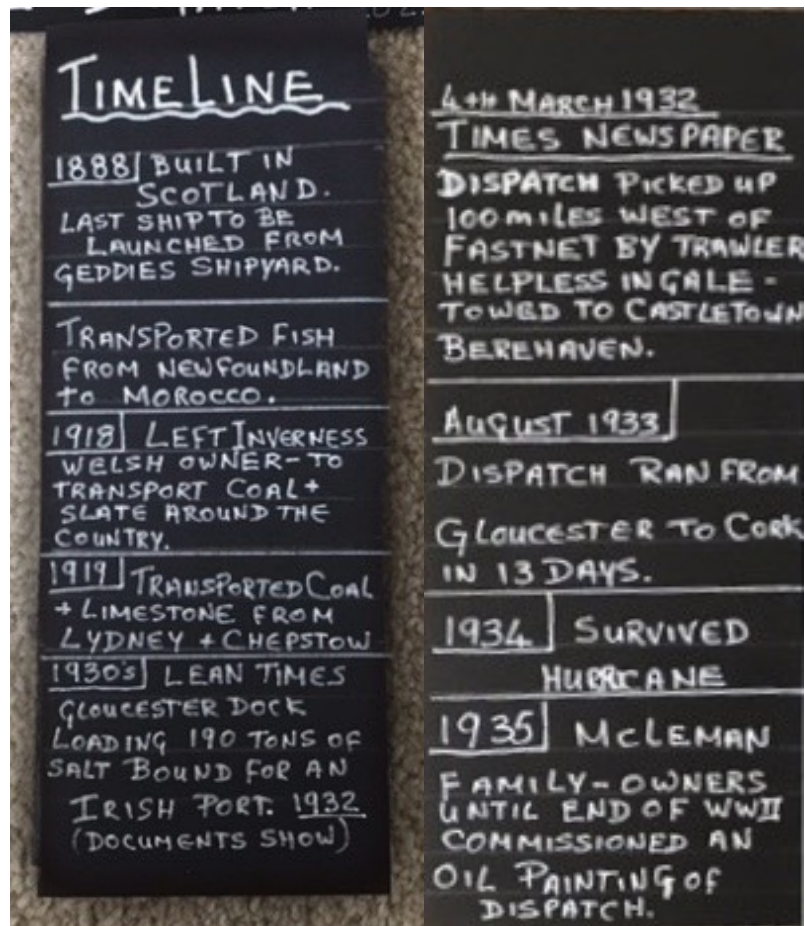 TIMELINE
1888 BUILT IN
SCOTLAND.
LAST SHIP TO BE
LAUNCHED FROM
GEDDIES SHIPYARD.
TRANSPORTED FISH
FROM NEWFOUNDLAND
TO MOROCCO.
1918 LEFT INVERNESS
WELSH OWNER-TO
TRANSPORT COAL+
SLATE AROUND THE
COUNTRY.
1919 TRANSPORTED COAL
+ LIMESTONE FROM
LYDNEY + CHEPSTOW
1930's LEAN TIMES
GLOUCESTER DOCK
LOADING 190 TONS OF
SALT BOUND FOR AN
IRISH PORT. 1932
(DOCUMENTS SHOW)
4TH MARCH 1932
TIMES NEWSPAPER
DISPATCH PICKED UP
100 MILES WEST OF
FASTNET BY TRAWLER
HELPLESS IN GALE -
TOWED TO CASTLETOWN
BEREHAVEN.
AUGUST 1933
DISPATCH RAN FROM
GLOUCESTER TO CORK
IN 13 DAYS.
1934 SURVIVED
HURRICANE
1935 McLEMAN
FAMILY-OWNERS
UNTIL END OF WWII
COMMISSIONED AN
OIL PAINTING OF
DISPATCH.